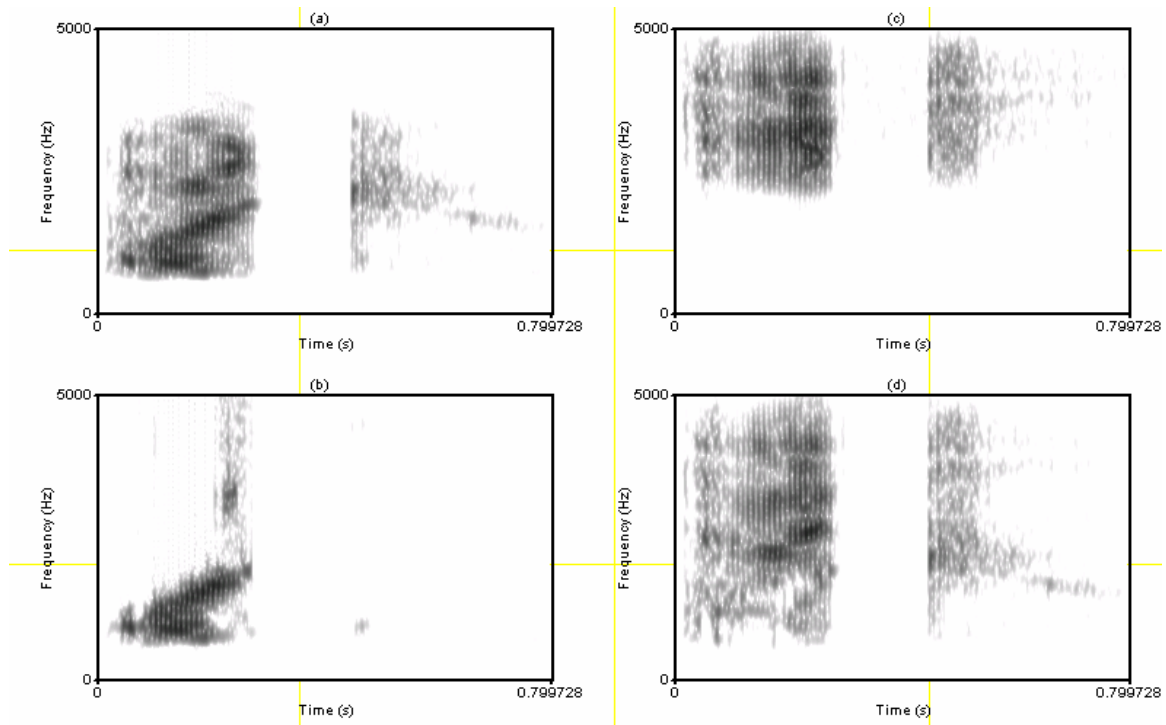 (a)
5000
Frequency (Hz)
0
0
0.799728
Time (s)
(c)
5000
Frequency (Hz)
0
0
0.799728
Time (s)
(b)
5000
Frequency (Hz)
0
0
0.799728
Time (s)
(d)
5000
Frequency (Hz)
0
0
0.799728
Time (s)